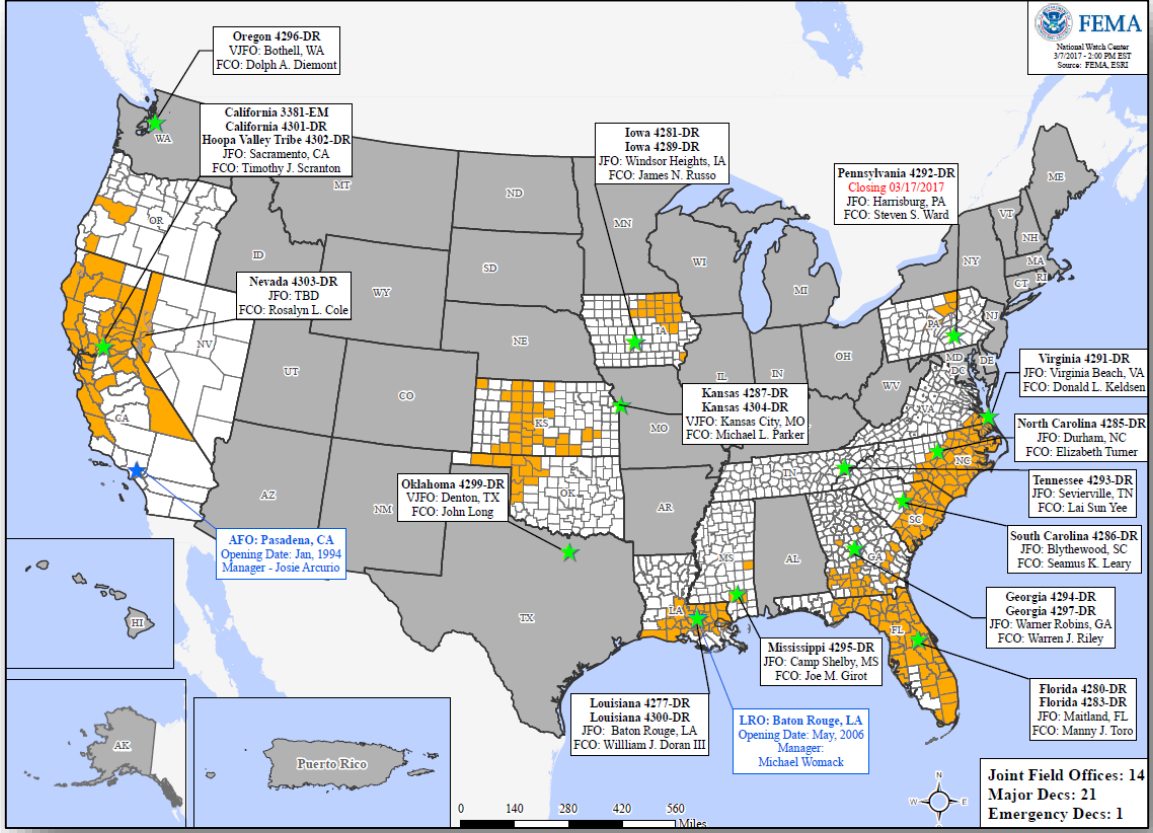 FEMA
National Watch Center
3/7/2017 - 2:00 PM EST
Source: FEMA, ESRI
Oregon 4296-DR
VJFO: Bothell, WA
FCO: Dolph A. Diemont
California 3381-EM
California 4301-DR
Hoopa Valley Tribe 4302-DR
JFO: Sacramento, CA
FCO: Timothy J. Scranton
Iowa 4281-DR
Iowa 4289-DR
JFO: Windsor Heights, IA
FCO: James N. Russo
Pennsylvania 4292-DR
Closing 03/17/2017
JFO: Harrisburg, PA
FCO: Steven S. Ward
Nevada 4303-DR
JFO: TBD
FCO: Rosalyn L. Cole
Virginia 4291-DR
JFO: Virginia Beach, VA
FCO: Donald L. Keldsen
Kansas 4287-DR
Kansas 4304-DR
VJFO: Kansas City, MO
FCO: Michael L. Parker
North Carolina 4285-DR
JFO: Durham, NC
FCO: Elizabeth Turner
Oklahoma 4299-DR
VJFO: Denton, TX
FCO: John Long
Tennessee 4293-DR
JFO: Sevierville, TN
FCO: Lai Sun Yee
South Carolina 4286-DR
JFO: Blythewood, SC
FCO: Seamus K. Leary
AFO: Pasadena, CA
Opening Date: Jan, 1994
Manager - Josie Arcurio
Georgia 4294-DR
Georgia 4297-DR
JFO: Warner Robins, GA
FCO: Warren J. Riley
Mississippi 4295-DR
JFO: Camp Shelby, MS
FCO: Joe M. Girot
Florida 4280-DR
Florida 4283-DR
JFO: Maitland, FL
FCO: Manny J. Toro
Louisiana 4277-DR
Louisiana 4300-DR
JFO: Baton Rouge, LA
FCO: Willliam J. Doran III
LRO: Baton Rouge, LA
Opening Date: May, 2006
Manager:
Michael Womack
WA
MT
ND
MN
ME
OR
ID
SD
WI
MI
VT
NH
NY
MA
CT
RI
WY
NE
IA
PA
NJ
NV
UT
CO
KS
MO
IL
IN
OH
WV
MD
DE
DC
VA
CA
AZ
NM
OK
AR
TN
NC
SC
MS
AL
GA
TX
LA
FL
HI
AK
Puerto Rico
N
W
E
S
0
140
280
420
560
Miles
Joint Field Offices: 14
Major Decs: 21
Emergency Decs: 1